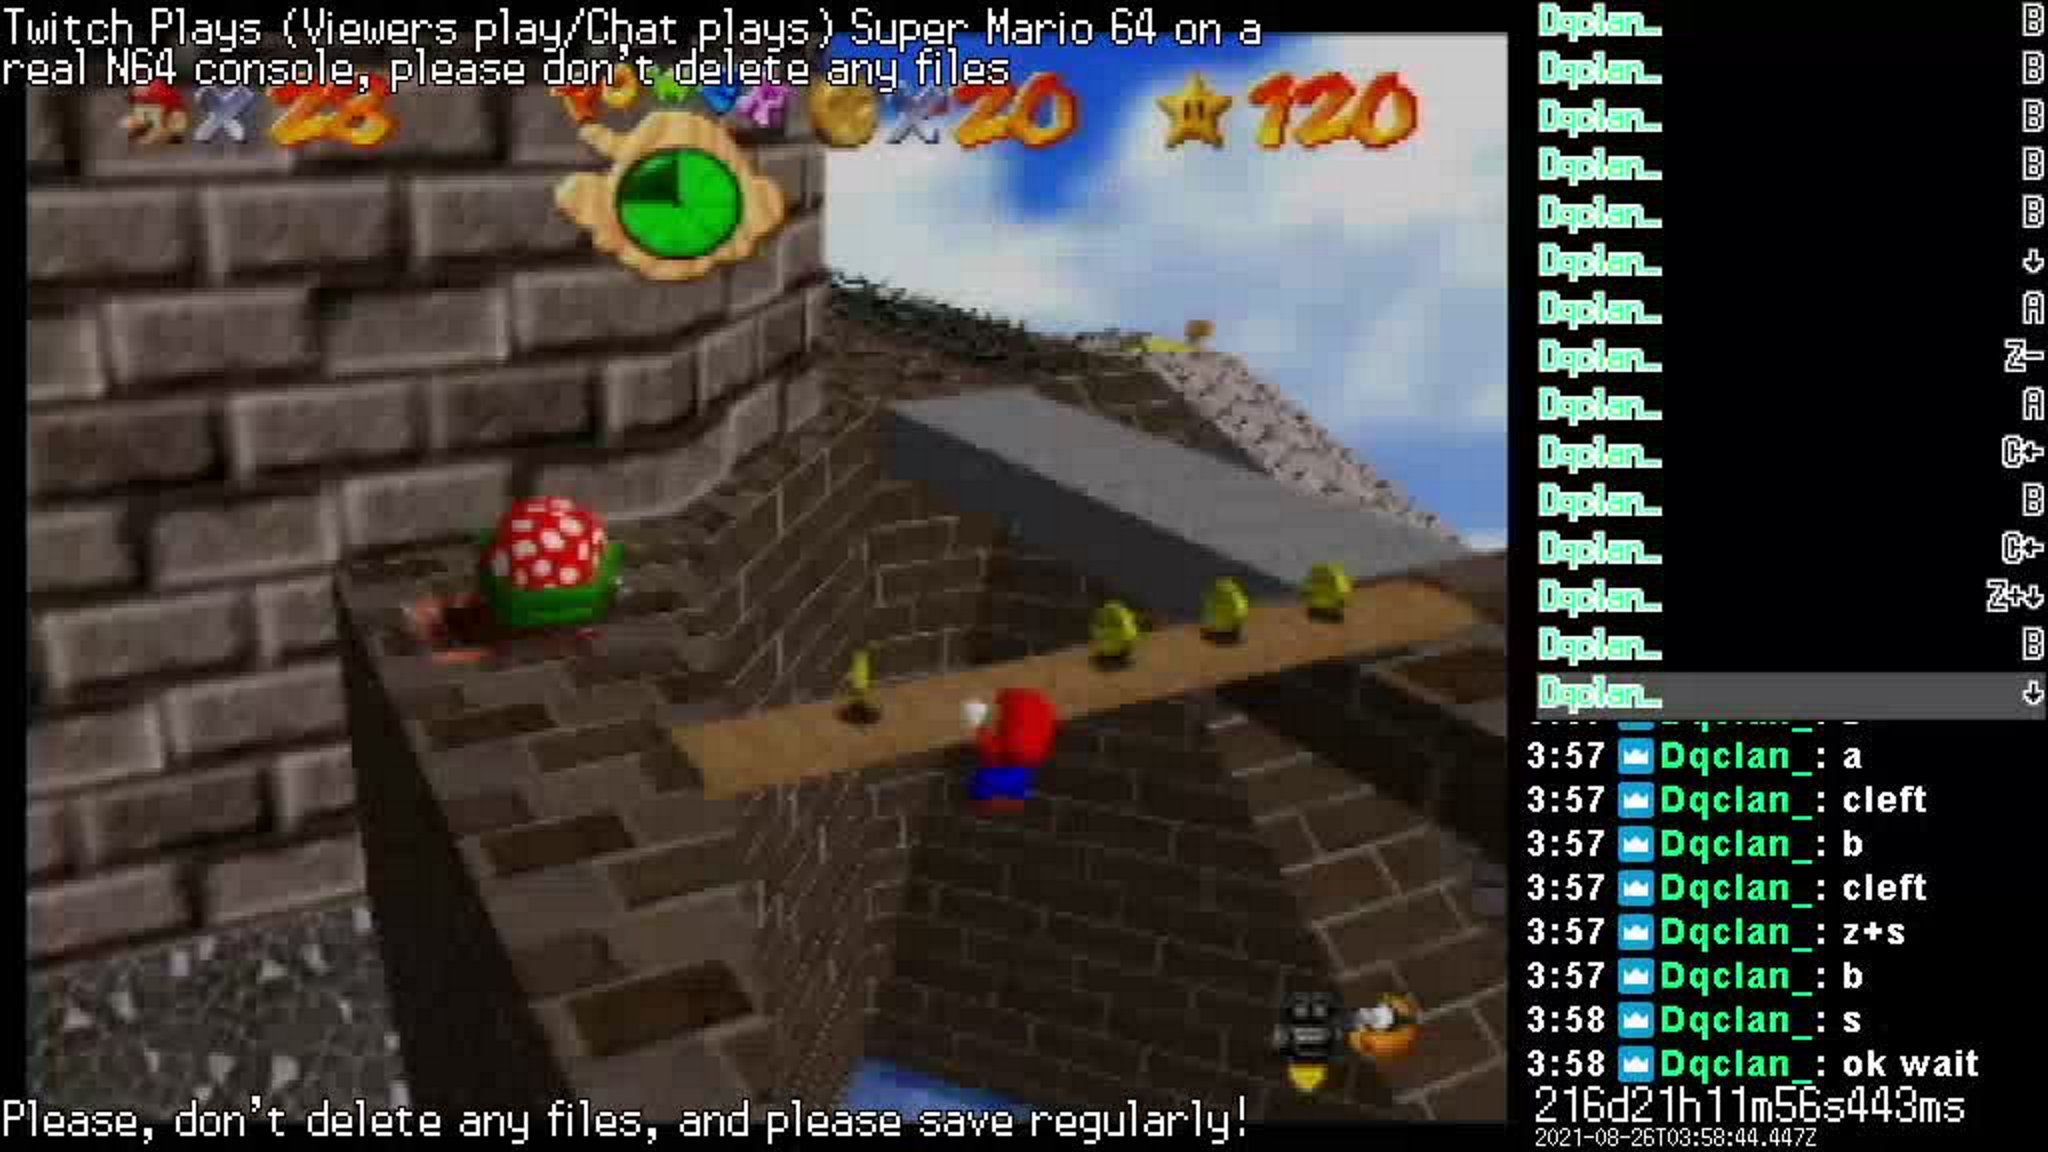 Twitch Plays (Viewers play/Chat plays) Super Mario 64 on a
real N64 console, please don't delete any files
× 26 × 20 120
Dqclan_ B
Dqclan_ B
Dqclan_ B
Dqclan_ B
Dqclan_ B
Dqclan_ ↓
Dqclan_ A
Dqclan_ Z-
Dqclan_ A
Dqclan_ C←
Dqclan_ B
Dqclan_ C←
Dqclan_ Z+↓
Dqclan_ B
Dqclan_ ↓
3:57 Dqclan_: a
3:57 Dqclan_: cleft
3:57 Dqclan_: b
3:57 Dqclan_: cleft
3:57 Dqclan_: z+s
3:57 Dqclan_: b
3:58 Dqclan_: s
3:58 Dqclan_: ok wait
216d21h11m56s443ms
2021-08-26T03:58:44.447Z
Please, don't delete any files, and please save regularly!